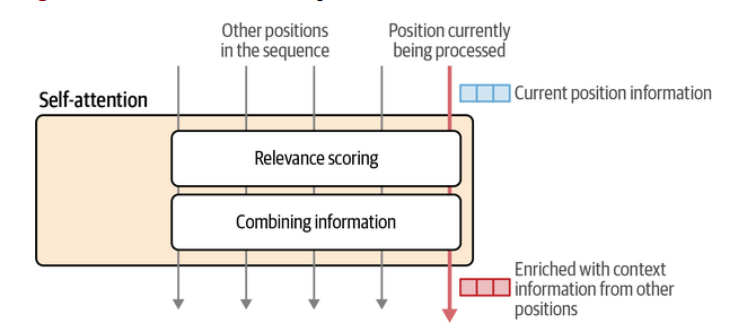 Other positions
in the sequence
Position currently
being processed
Current position information
Self-attention
Relevance scoring
Combining information
Enriched with context
information from other
positions